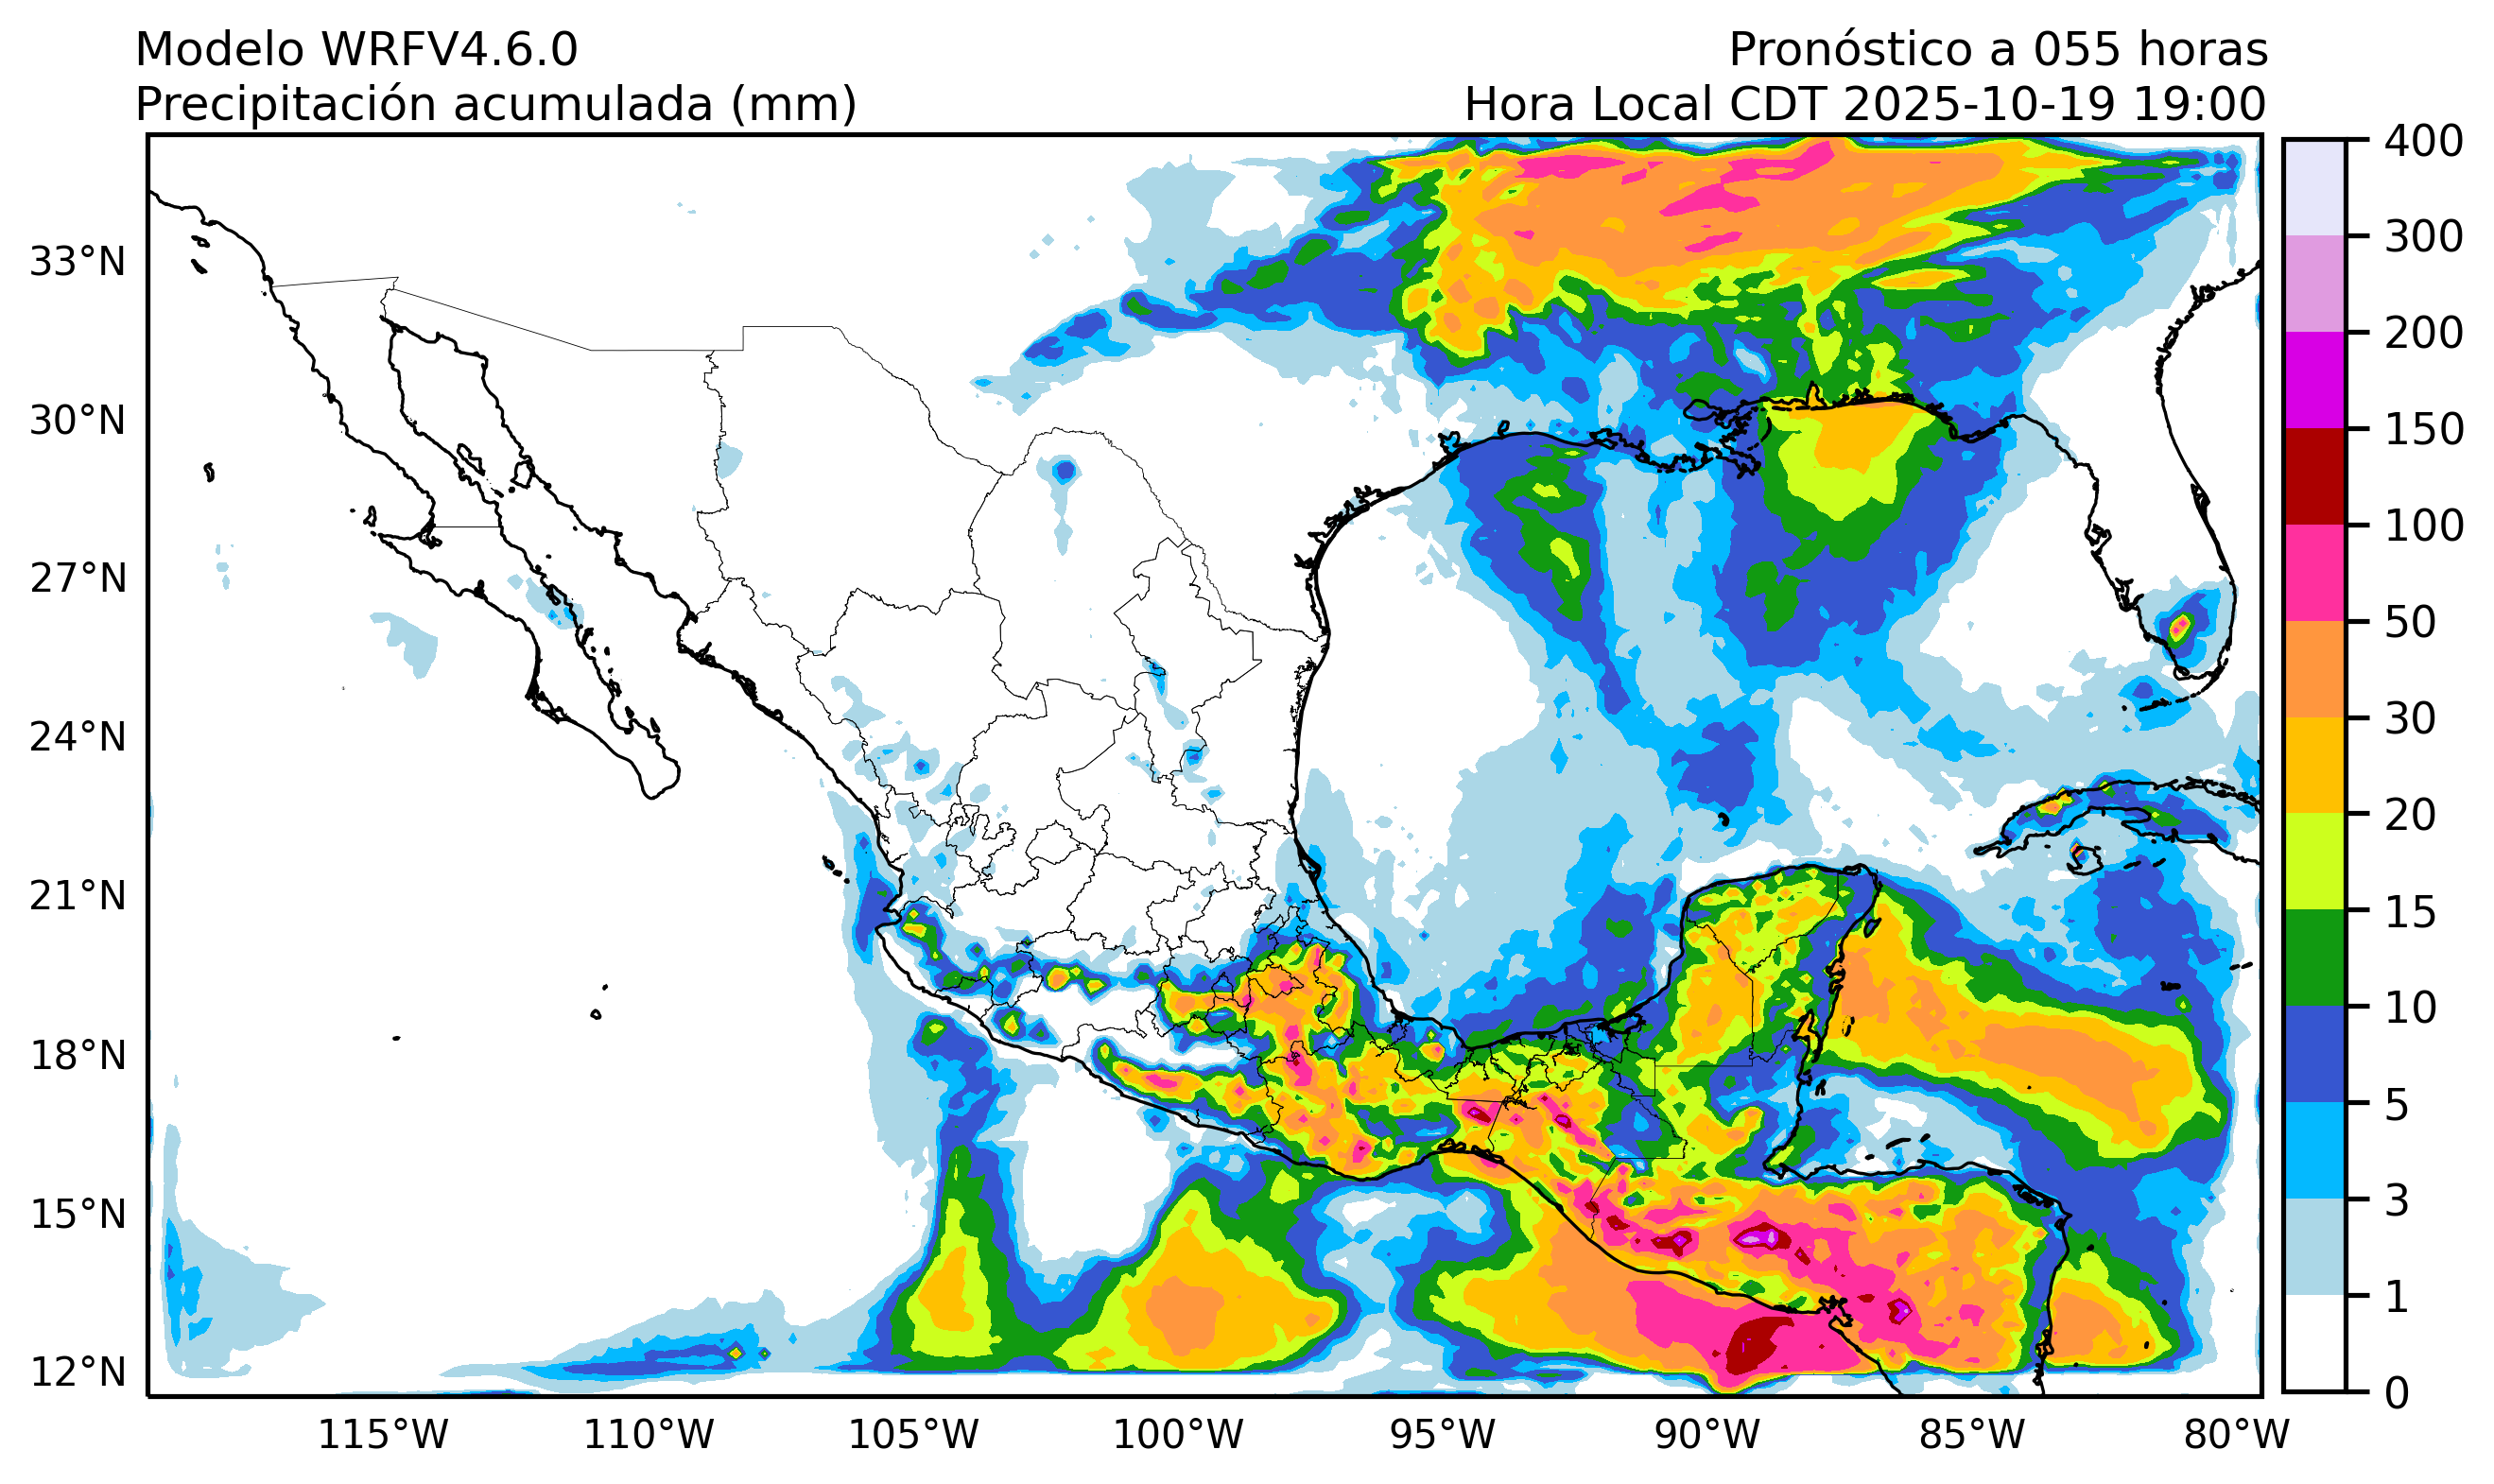 Modelo WRFV4.6.0
Pronóstico a 055 horas
Precipitación acumulada (mm)
Hora Local CDT 2025-10-19 19:00
33°N
30°N
27°N
24°N
21°N
18°N
15°N
12°N
115°W
110°W
105°W
100°W
95°W
90°W
85°W
80°W
400
300
200
150
100
50
30
20
15
10
5
3
1
0